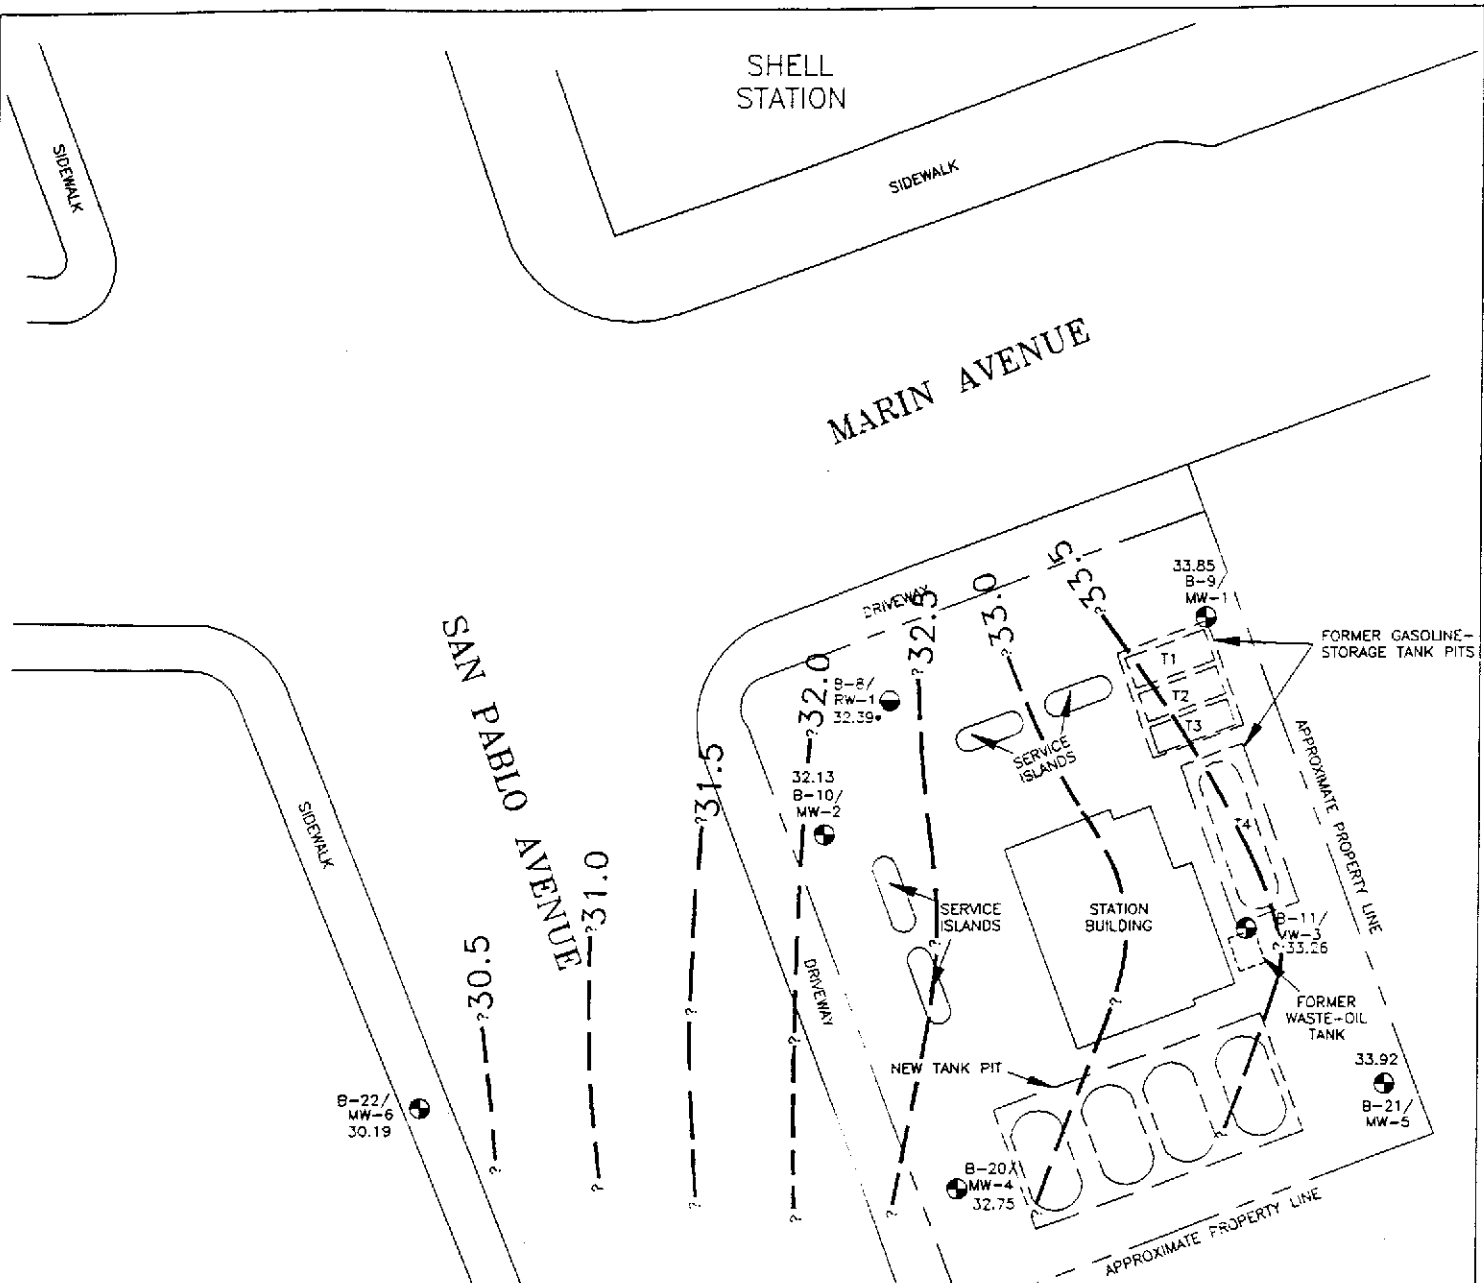 SHELL
STATION
SIDEWALK
SIDEWALK
MARIN AVENUE
SAN PABLO AVENUE
DRIVEWAY
?33.5
?33.0
?32.5
?32.0
?31.5
?31.0
?30.5
33.85
B-9/
MW-1
FORMER GASOLINE-
STORAGE TANK PITS
T1
T2
T3
T4
B-8/
RW-1
32.39•
SERVICE
ISLANDS
32.13
B-10/
MW-2
APPROXIMATE PROPERTY LINE
SIDEWALK
SERVICE
ISLANDS
STATION
BUILDING
B-11/
MW-3
?33.26
DRIVEWAY
FORMER
WASTE-OIL
TANK
NEW TANK PIT
33.92
B-21/
MW-5
B-22/
MW-6
30.19
B-20/
MW-4
32.75
?
?
?
?
?
?
?
?
?
?
?
APPROXIMATE PROPERTY LINE